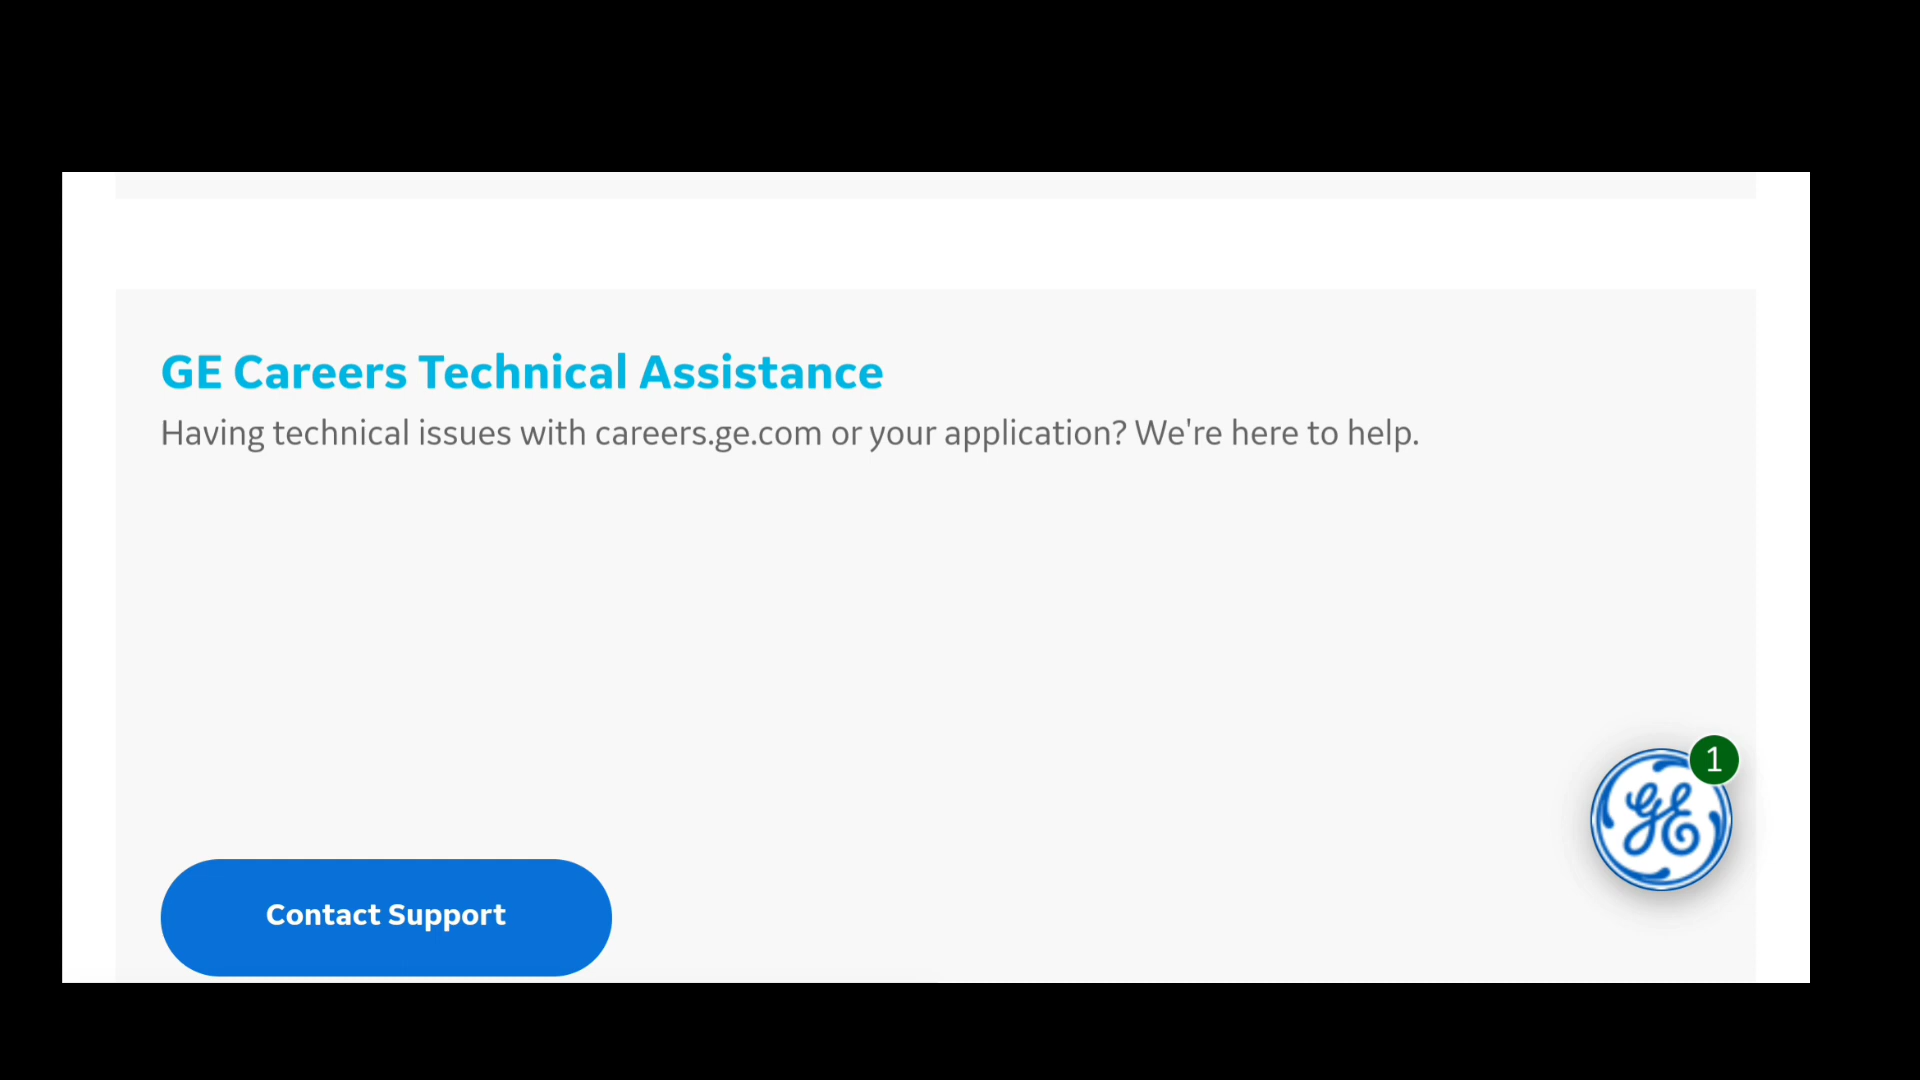 GE Careers Technical Assistance
Having technical issues with careers.ge.com or your application? We're here to help.
1
GE
Contact Support